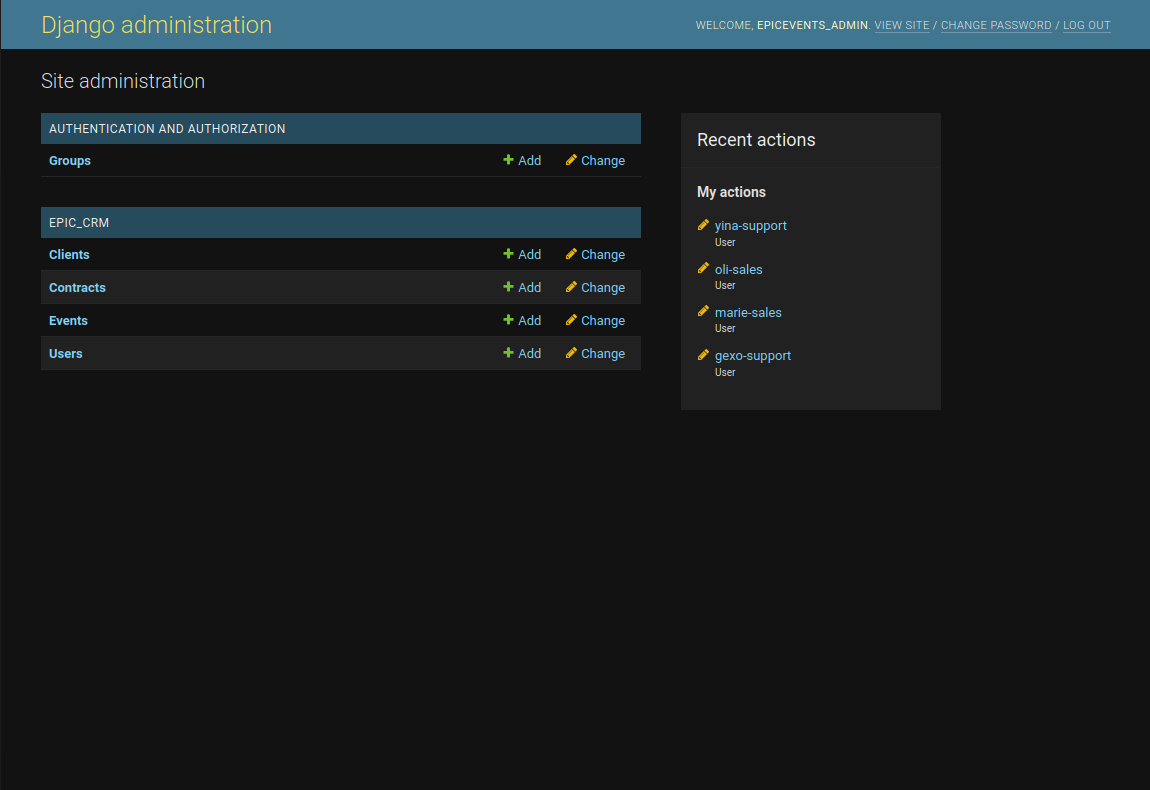 Django administration
WELCOME, EPICEVENTS_ADMIN. VIEW SITE / CHANGE PASSWORD / LOG OUT
Site administration
AUTHENTICATION AND AUTHORIZATION
Groups Add Change
EPIC_CRM
Clients Add Change
Contracts Add Change
Events Add Change
Users Add Change
Recent actions
My actions
yina-support
User
oli-sales
User
marie-sales
User
gexo-support
User